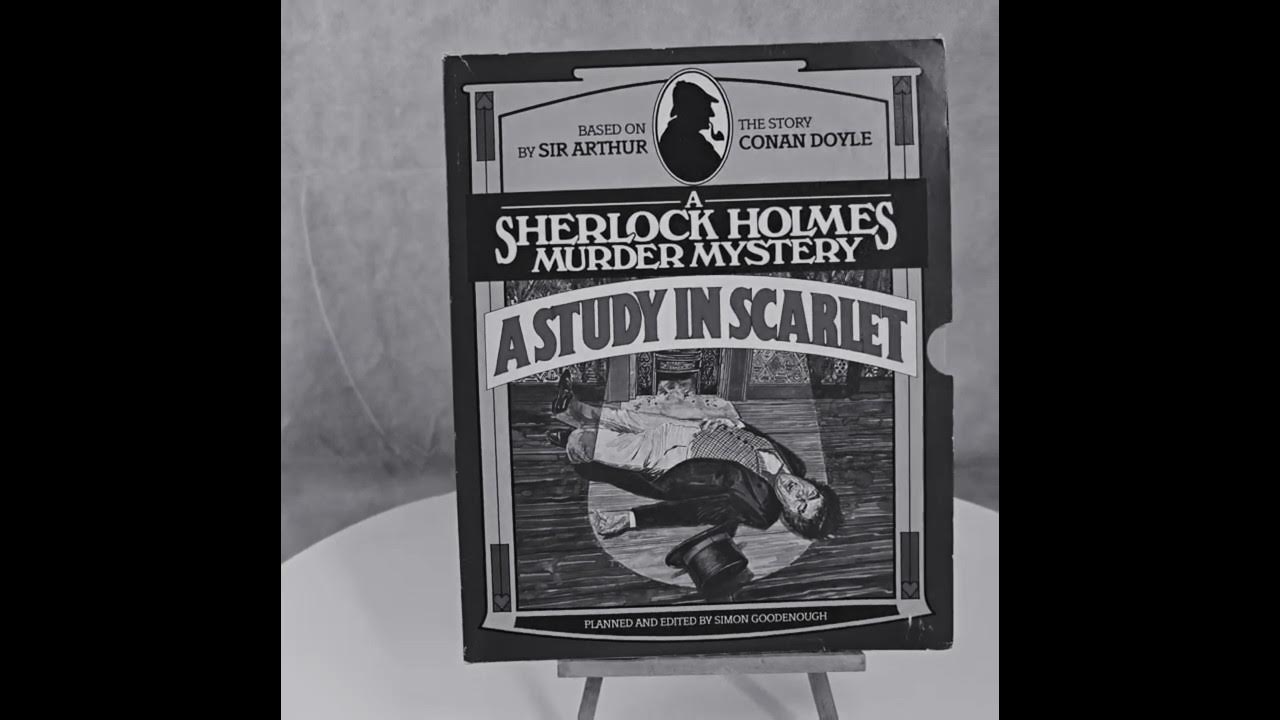 BASED ON THE STORY
BY SIR ARTHUR CONAN DOYLE
A
SHERLOCK HOLMES
MURDER MYSTERY
A STUDY IN SCARLET
PLANNED AND EDITED BY SIMON GOODENOUGH